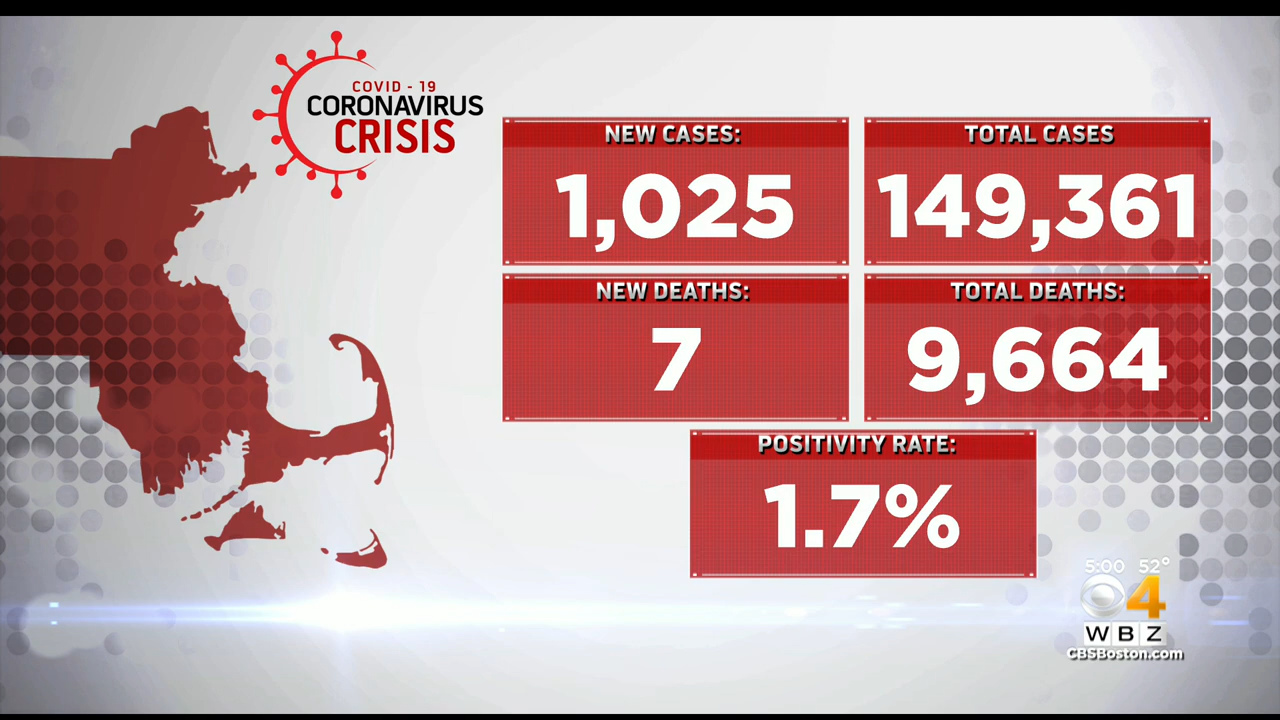 COVID - 19
CORONAVIRUS
CRISIS
NEW CASES:
1,025
TOTAL CASES
149,361
NEW DEATHS:
7
TOTAL DEATHS:
9,664
POSITIVITY RATE:
1.7%
5:00 52°
4
WBZ
CBSBoston.com